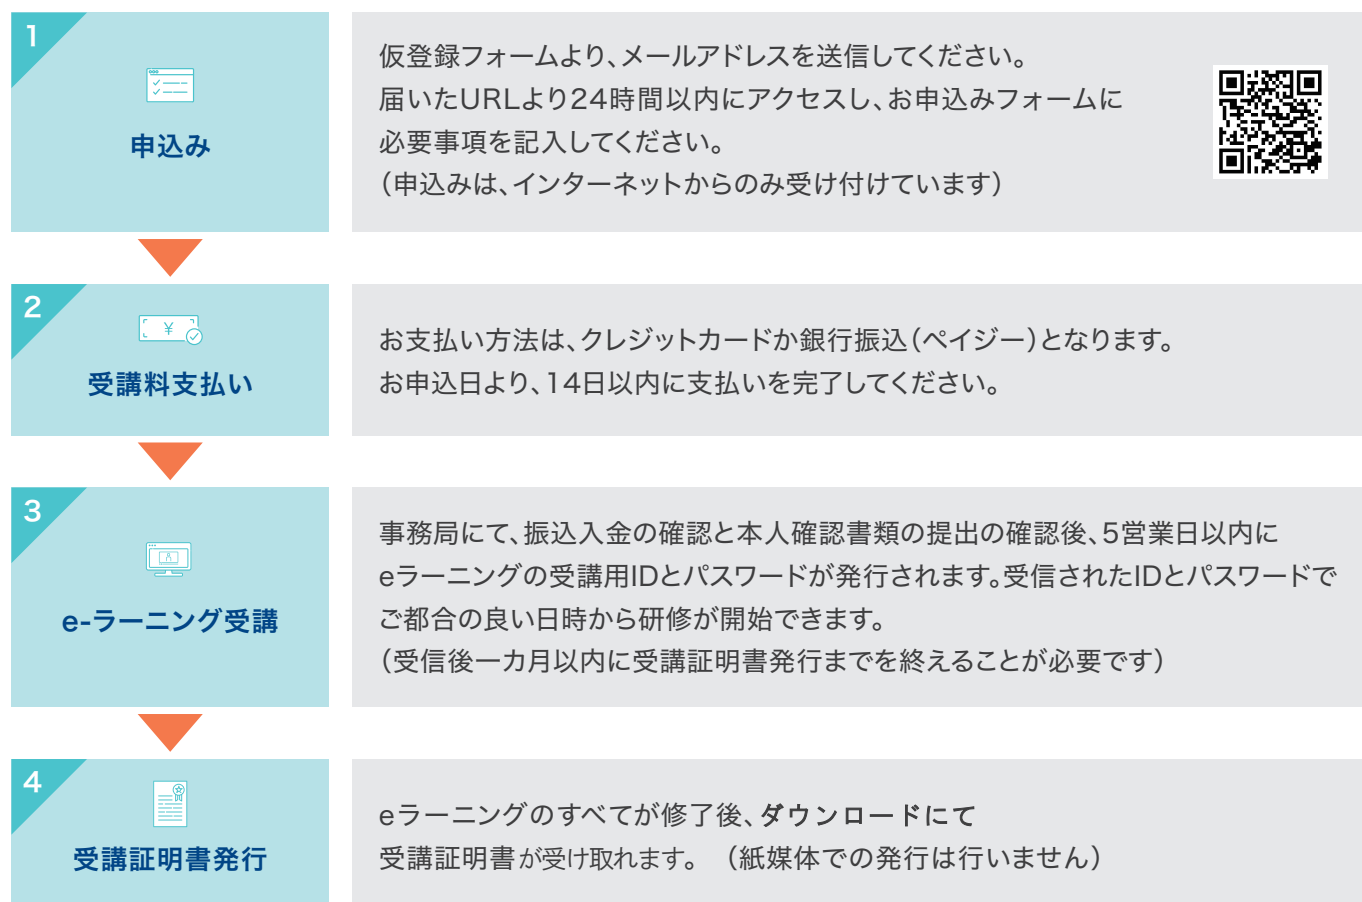 1
申込み
仮登録フォームより、メールアドレスを送信してください。
届いたURLより24時間以内にアクセスし、お申込みフォームに
必要事項を記入してください。
（申込みは、インターネットからのみ受け付けています）
2
¥
受講料支払い
お支払い方法は、クレジットカードか銀行振込（ペイジー）となります。
お申込日より、14日以内に支払いを完了してください。
3
e-ラーニング受講
事務局にて、振込入金の確認と本人確認書類の提出の確認後、5営業日以内に
eラーニングの受講用IDとパスワードが発行されます。受信されたIDとパスワードで
ご都合の良い日時から研修が開始できます。
（受信後一カ月以内に受講証明書発行までを終えることが必要です）
4
受講証明書発行
eラーニングのすべてが修了後、ダウンロードにて
受講証明書が受け取れます。 （紙媒体での発行は行いません）